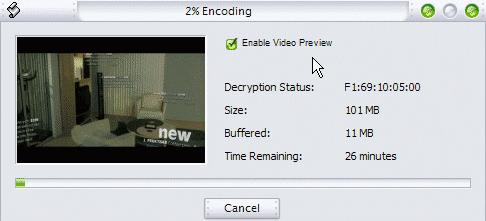 2% Encoding
Enable Video Preview
Decryption Status: F1:69:10:05:00
Size: 101 MB
Buffered: 11 MB
Time Remaining: 26 minutes
new
Cancel